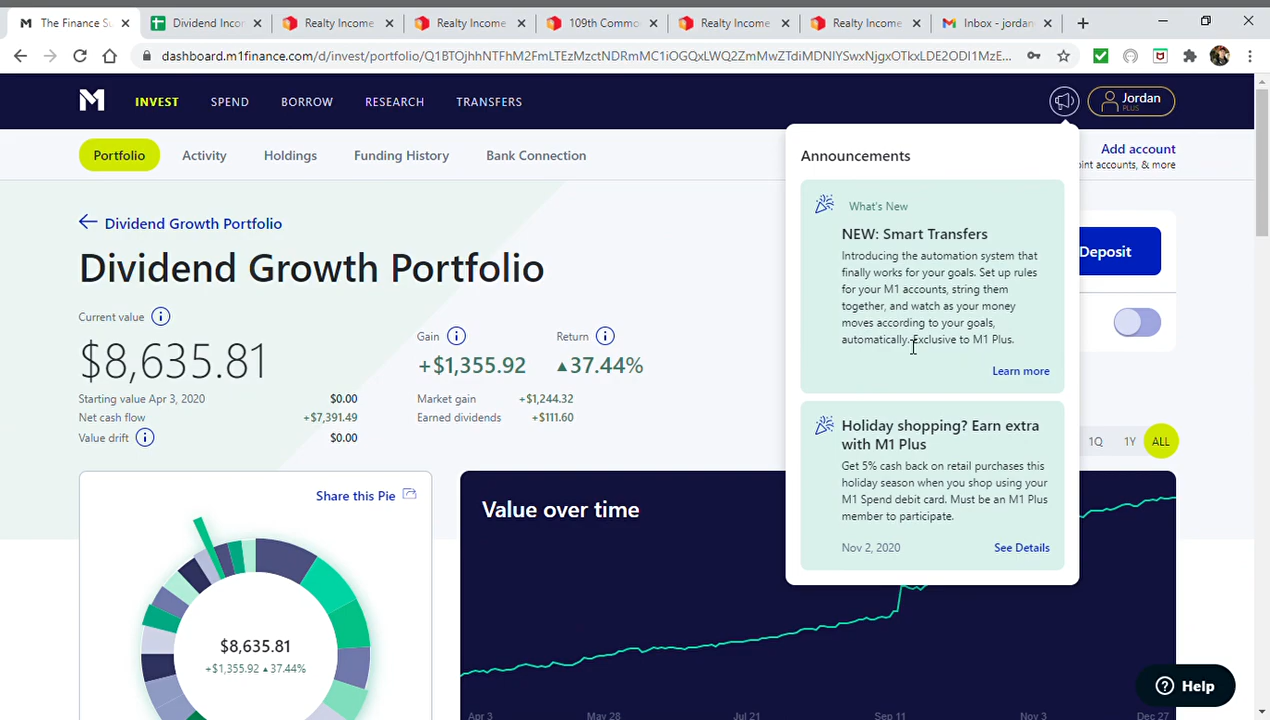 The Finance S
Dividend Incor
Realty Income
Realty Income
109th Commo
Realty Income
Realty Income
Inbox - jordan
dashboard.m1finance.com/d/invest/portfolio/
INVEST SPEND BORROW RESEARCH TRANSFERS
Jordan
PLUS
Portfolio Activity Holdings Funding History Bank Connection
Add account
oint accounts, & more
Announcements
What's New
NEW: Smart Transfers
Introducing the automation system that
finally works for your goals. Set up rules
for your M1 accounts, string them
together, and watch as your money
moves according to your goals,
automatically. Exclusive to M1 Plus.
Learn more
Holiday shopping? Earn extra
with M1 Plus
Get 5% cash back on retail purchases this
holiday season when you shop using your
M1 Spend debit card. Must be an M1 Plus
member to participate.
Nov 2, 2020 See Details
Dividend Growth Portfolio
Dividend Growth Portfolio
Deposit
Current value
$8,635.81
Starting value Apr 3, 2020 $0.00
Net cash flow +$7,391.49
Value drift $0.00
Gain
+$1,355.92
Return
▲37.44%
Market gain +$1,244.32
Earned dividends +$111.60
1Q 1Y ALL
Share this Pie
$8,635.81
+$1,355.92 ▲ 37.44%
Value over time
Apr 3 May 28 Jul 21 Sep 11 Nov 3 Dec 27
Help